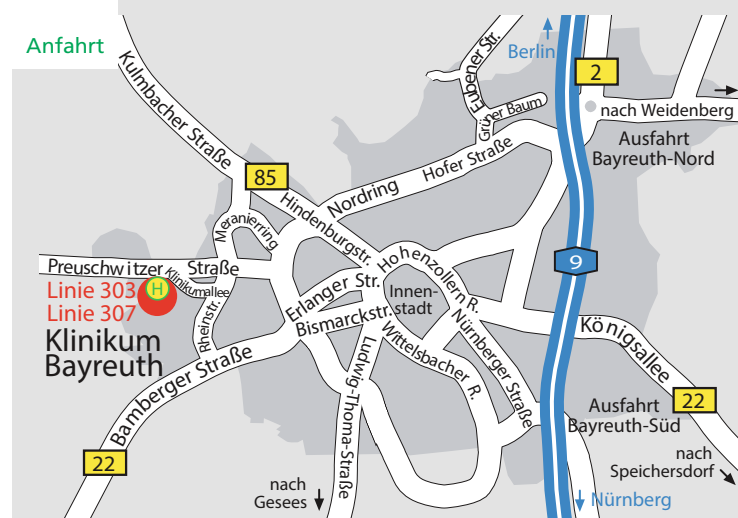 Anfahrt
Berlin
Eubener Str.
2
Kulmbacher Straße
Grüner Baum
nach Weidenberg
Ausfahrt
Bayreuth-Nord
85
Hofer Straße
Nordring
Hindenburgstr.
Meranierring
Hohenzollern R.
9
Preuschwitzer Straße
Klinikumallee
H
Linie 303
Linie 307
Klinikum
Bayreuth
Rheinstr.
Erlanger Str.
Innen-
stadt
Bismarckstr.
Nürnberger Straße
Königsallee
Wittelsbacher R.
Ludwig-Thoma-Straße
Bamberger Straße
22
Ausfahrt
Bayreuth-Süd
22
nach
Speichersdorf
nach
Gesees
Nürnberg